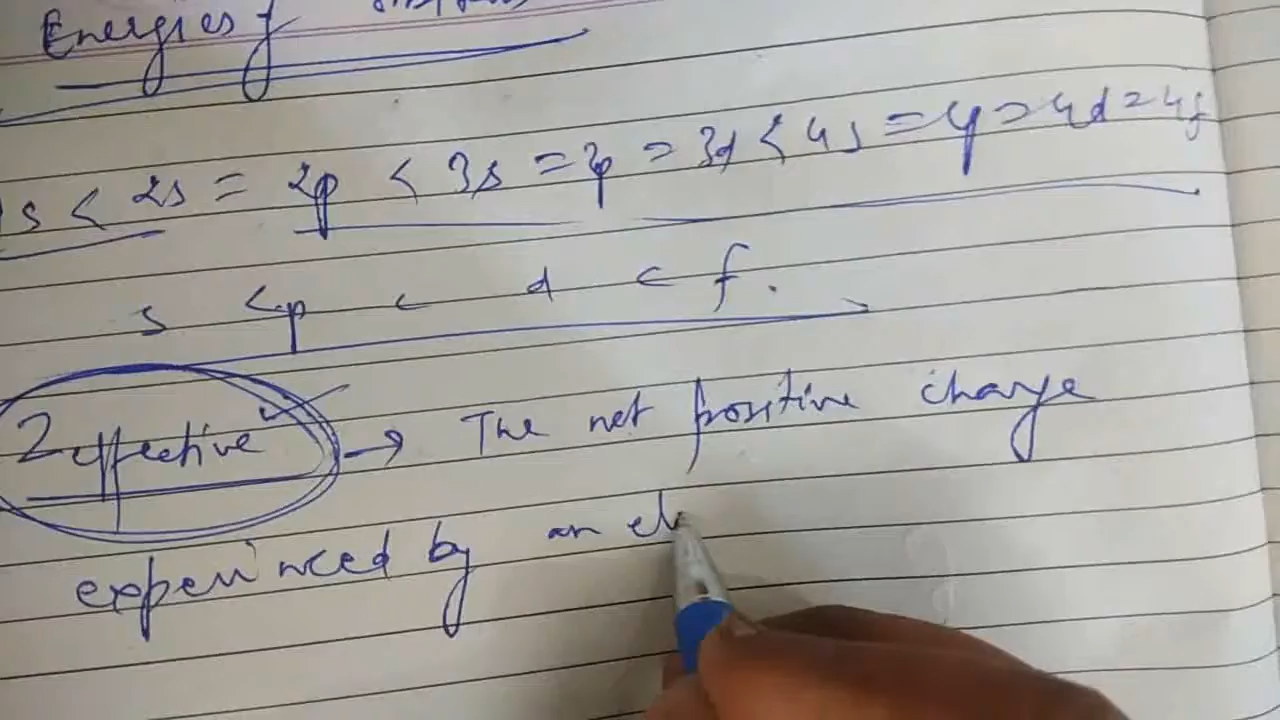 Energies of
1s < 2s = 2p < 3s = 3p = 3d < 4s = 4p = 4d = 4f
s < p < d < f.
Zeffective → The net positive charge
experienced by an el